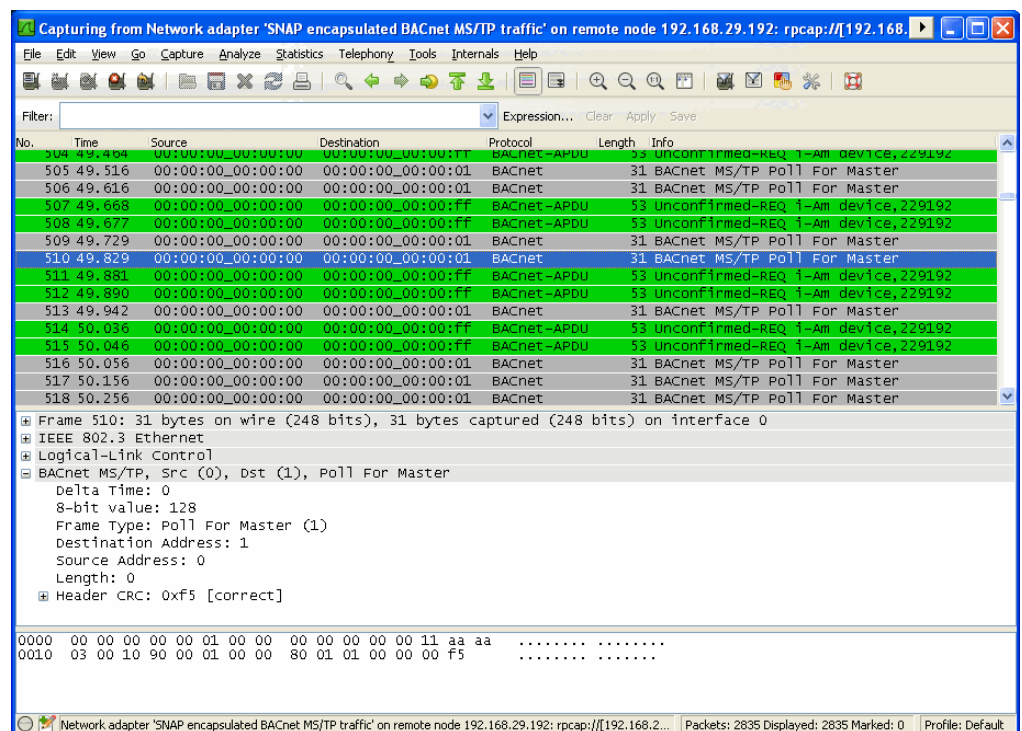 Capturing from Network adapter 'SNAP encapsulated BACnet MS/TP traffic' on remote node 192.168.29.192: rpcap://[192.168.
File Edit View Go Capture Analyze Statistics Telephony Tools Internals Help
Filter: Expression... Clear Apply Save
No. Time Source Destination Protocol Length Info
504 49.464 00:00:00_00:00:00 00:00:00_00:00:ff BACnet-APDU 53 Unconfirmed-REQ i-Am device,229192
505 49.516 00:00:00_00:00:00 00:00:00_00:00:01 BACnet 31 BACnet MS/TP Poll For Master
506 49.616 00:00:00_00:00:00 00:00:00_00:00:01 BACnet 31 BACnet MS/TP Poll For Master
507 49.668 00:00:00_00:00:00 00:00:00_00:00:ff BACnet-APDU 53 Unconfirmed-REQ i-Am device,229192
508 49.677 00:00:00_00:00:00 00:00:00_00:00:ff BACnet-APDU 53 Unconfirmed-REQ i-Am device,229192
509 49.729 00:00:00_00:00:00 00:00:00_00:00:01 BACnet 31 BACnet MS/TP Poll For Master
510 49.829 00:00:00_00:00:00 00:00:00_00:00:01 BACnet 31 BACnet MS/TP Poll For Master
511 49.881 00:00:00_00:00:00 00:00:00_00:00:ff BACnet-APDU 53 Unconfirmed-REQ i-Am device,229192
512 49.890 00:00:00_00:00:00 00:00:00_00:00:ff BACnet-APDU 53 Unconfirmed-REQ i-Am device,229192
513 49.942 00:00:00_00:00:00 00:00:00_00:00:01 BACnet 31 BACnet MS/TP Poll For Master
514 50.036 00:00:00_00:00:00 00:00:00_00:00:ff BACnet-APDU 53 Unconfirmed-REQ i-Am device,229192
515 50.046 00:00:00_00:00:00 00:00:00_00:00:ff BACnet-APDU 53 Unconfirmed-REQ i-Am device,229192
516 50.056 00:00:00_00:00:00 00:00:00_00:00:01 BACnet 31 BACnet MS/TP Poll For Master
517 50.156 00:00:00_00:00:00 00:00:00_00:00:01 BACnet 31 BACnet MS/TP Poll For Master
518 50.256 00:00:00_00:00:00 00:00:00_00:00:01 BACnet 31 BACnet MS/TP Poll For Master
Frame 510: 31 bytes on wire (248 bits), 31 bytes captured (248 bits) on interface 0
IEEE 802.3 Ethernet
Logical-Link Control
BACnet MS/TP, Src (0), Dst (1), Poll For Master
Delta Time: 0
8-bit value: 128
Frame Type: Poll For Master (1)
Destination Address: 1
Source Address: 0
Length: 0
Header CRC: 0xf5 [correct]
0000 00 00 00 00 00 01 00 00 00 00 00 00 00 11 aa aa ........ ........
0010 03 00 10 90 00 01 00 00 80 01 01 00 00 00 f5 ........ .......
Network adapter 'SNAP encapsulated BACnet MS/TP traffic' on remote node 192.168.29.192: rpcap://[192.168.2... Packets: 2835 Displayed: 2835 Marked: 0 Profile: Default